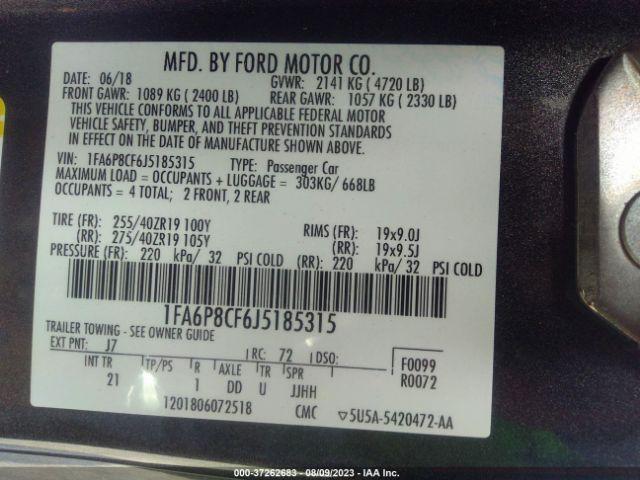 MFD. BY FORD MOTOR CO.
DATE: 06/18 GVWR: 2141 KG ( 4720 LB)
FRONT GAWR: 1089 KG ( 2400 LB) REAR GAWR: 1057 KG ( 2330 LB)
THIS VEHICLE CONFORMS TO ALL APPLICABLE FEDERAL MOTOR
VEHICLE SAFETY, BUMPER, AND THEFT PREVENTION STANDARDS
IN EFFECT ON THE DATE OF MANUFACTURE SHOWN ABOVE.
VIN: 1FA6P8CF6J5185315 TYPE: Passenger Car
MAXIMUM LOAD = OCCUPANTS + LUGGAGE = 303KG/ 668LB
OCCUPANTS = 4 TOTAL; 2 FRONT, 2 REAR
TIRE (FR): 255/40ZR19 100Y RIMS (FR): 19x9.0J
(RR): 275/40ZR19 105Y (RR): 19x9.5J
PRESSURE (FR): 220 kPa/ 32 PSI COLD (RR): 220 kPa/ 32 PSI COLD
1FA6P8CF6J5185315
TRAILER TOWING - SEE OWNER GUIDE
EXT PNT: J7 RC: 72 DSO: F0099
INT TR TP/PS R AXLE TR SPR R0072
21 1 DD U JJHH
1201806072518 CMC ▽5U5A-5420472-AA
000-37262683 - 08/09/2023 - IAA Inc.